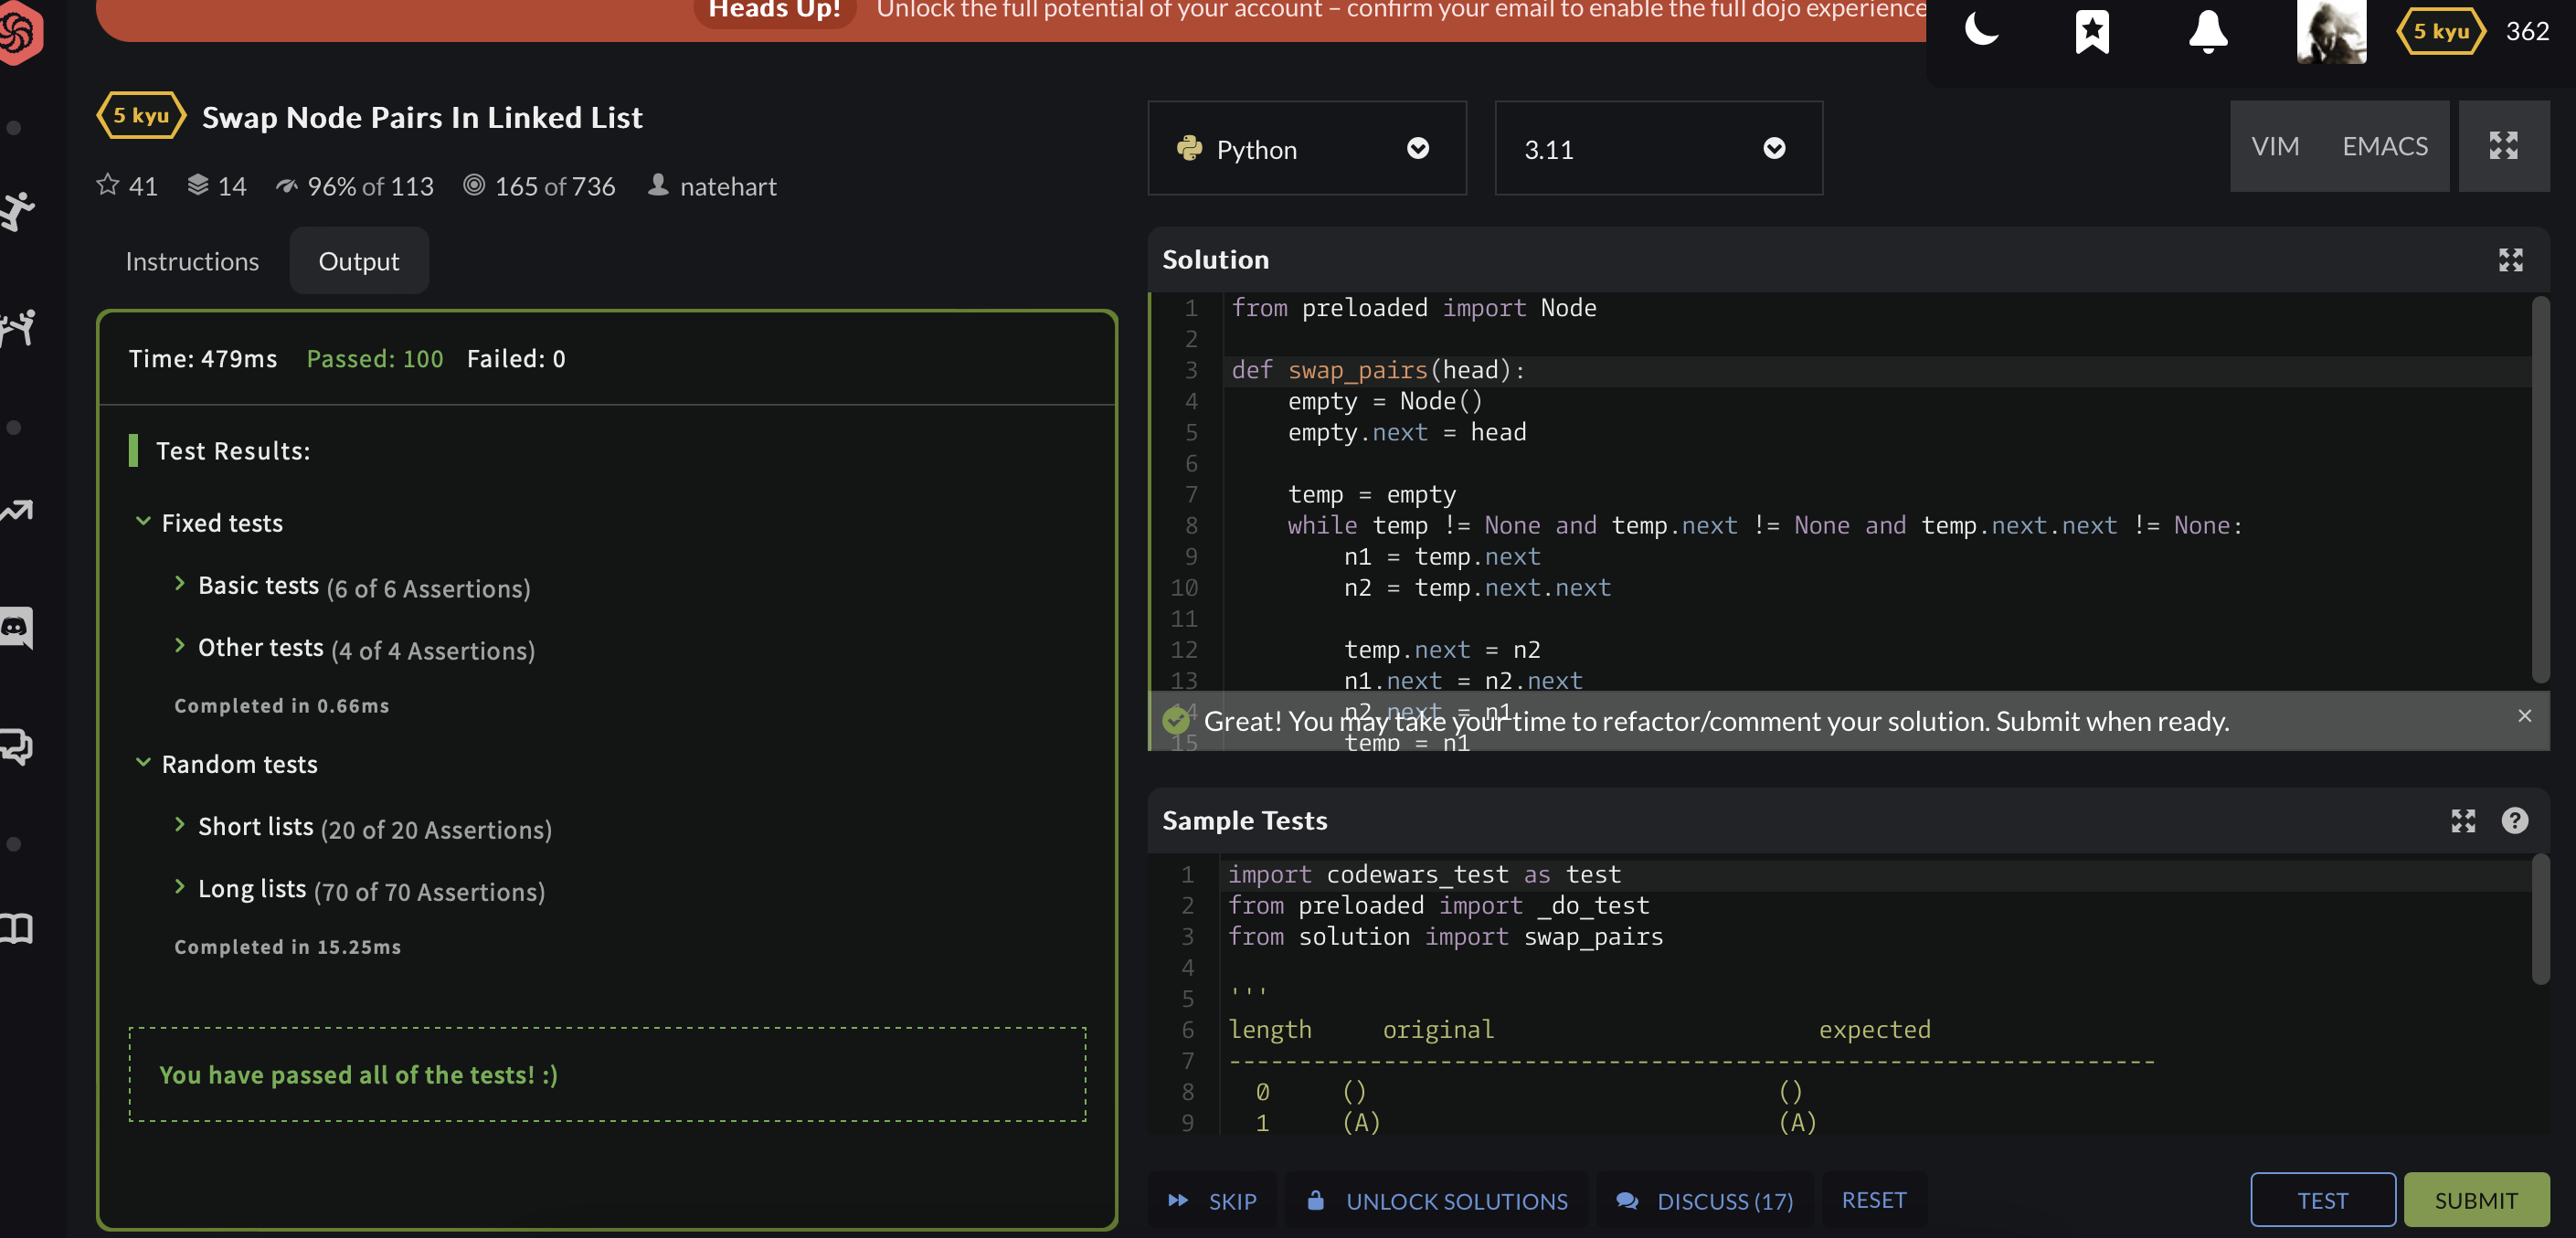 Heads Up! Unlock the full potential of your account – confirm your email to enable the full dojo experience
5 kyu 362
5 kyu Swap Node Pairs In Linked List
41 14 96% of 113 165 of 736 natehart
Python 3.11 VIM EMACS
Instructions Output
Time: 479ms Passed: 100 Failed: 0
Test Results:
Fixed tests
Basic tests (6 of 6 Assertions)
Other tests (4 of 4 Assertions)
Completed in 0.66ms
Random tests
Short lists (20 of 20 Assertions)
Long lists (70 of 70 Assertions)
Completed in 15.25ms
You have passed all of the tests! :)
Solution
1 from preloaded import Node
2
3 def swap_pairs(head):
4 empty = Node()
5 empty.next = head
6
7 temp = empty
8 while temp != None and temp.next != None and temp.next.next != None:
9 n1 = temp.next
10 n2 = temp.next.next
11
12 temp.next = n2
13 n1.next = n2.next
14 n2.next = n1
Great! You may take your time to refactor/comment your solution. Submit when ready.
15 temp = n1
Sample Tests
1 import codewars_test as test
2 from preloaded import _do_test
3 from solution import swap_pairs
4
5 '''
6 length original expected
7 ------------------------------------------------------------------
8 0 () ()
9 1 (A) (A)
SKIP UNLOCK SOLUTIONS DISCUSS (17) RESET TEST SUBMIT